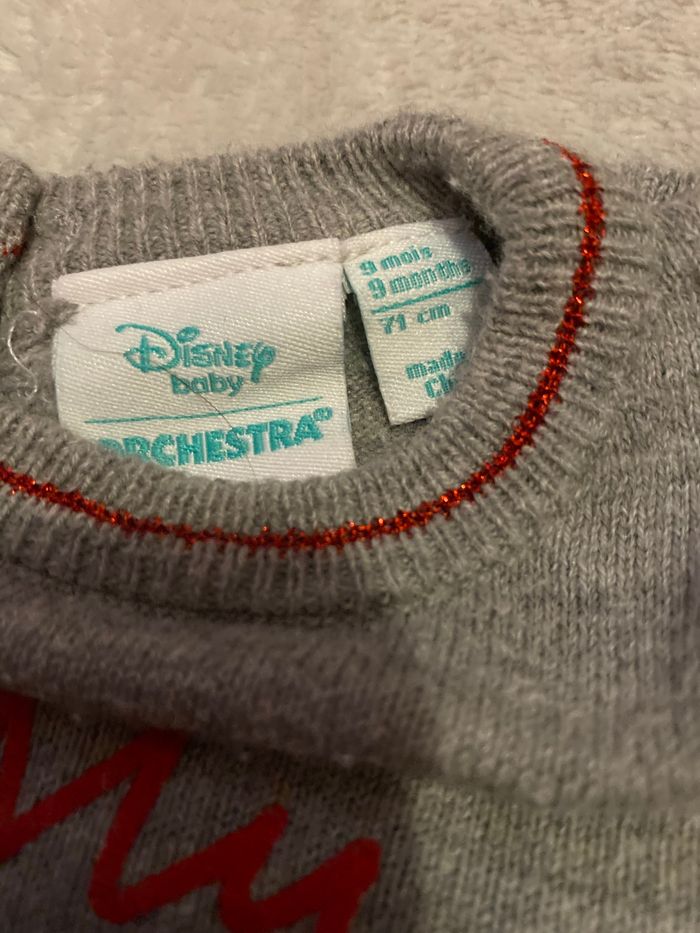 Disney
baby
ORCHESTRA®
9 mois
9 months
71 cm
made